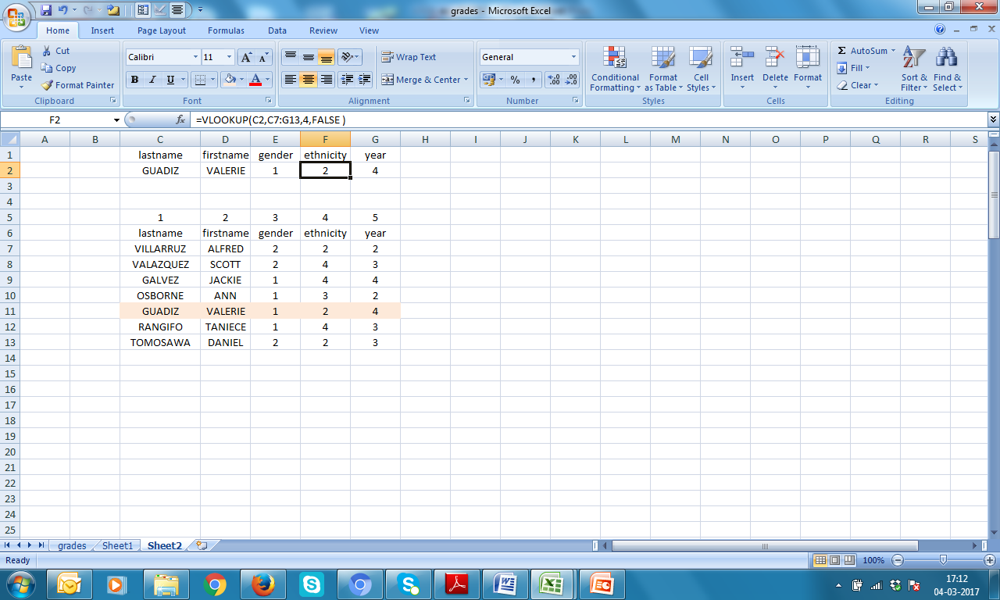 grades - Microsoft Excel
Home Insert Page Layout Formulas Data Review View
Paste Cut Copy Format Painter Clipboard
Calibri 11 B I U A A A Font
Wrap Text Merge & Center Alignment
General % , .0 .00 .00 .0 Number
Conditional Formatting Format as Table Cell Styles Styles
Insert Delete Format Cells
Σ AutoSum Fill Clear Sort & Filter Find & Select Editing
F2 fx =VLOOKUP(C2,C7:G13,4,FALSE )
A B C D E F G H I J K L M N O P Q R S
1 lastname firstname gender ethnicity year
2 GUADIZ VALERIE 1 2 4
3
4
5 1 2 3 4 5
6 lastname firstname gender ethnicity year
7 VILLARRUZ ALFRED 2 2 2
8 VALAZQUEZ SCOTT 2 4 3
9 GALVEZ JACKIE 1 4 4
10 OSBORNE ANN 1 3 2
11 GUADIZ VALERIE 1 2 4
12 RANGIFO TANIECE 1 4 3
13 TOMOSAWA DANIEL 2 2 3
14
15
16
17
18
19
20
21
22
23
24
25
grades Sheet1 Sheet2
Ready 100%
17:12
04-03-2017